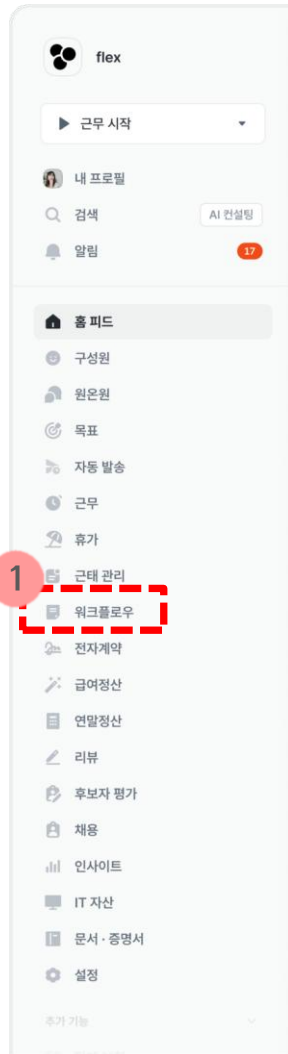 flex
근무 시작
내 프로필
검색 AI 컨설팅
알림 17
홈 피드
구성원
원온원
목표
자동 발송
근무
휴가
1 근태 관리
워크플로우
전자계약
급여정산
연말정산
리뷰
후보자 평가
채용
인사이트
IT 자산
문서 · 증명서
설정
추가 기능